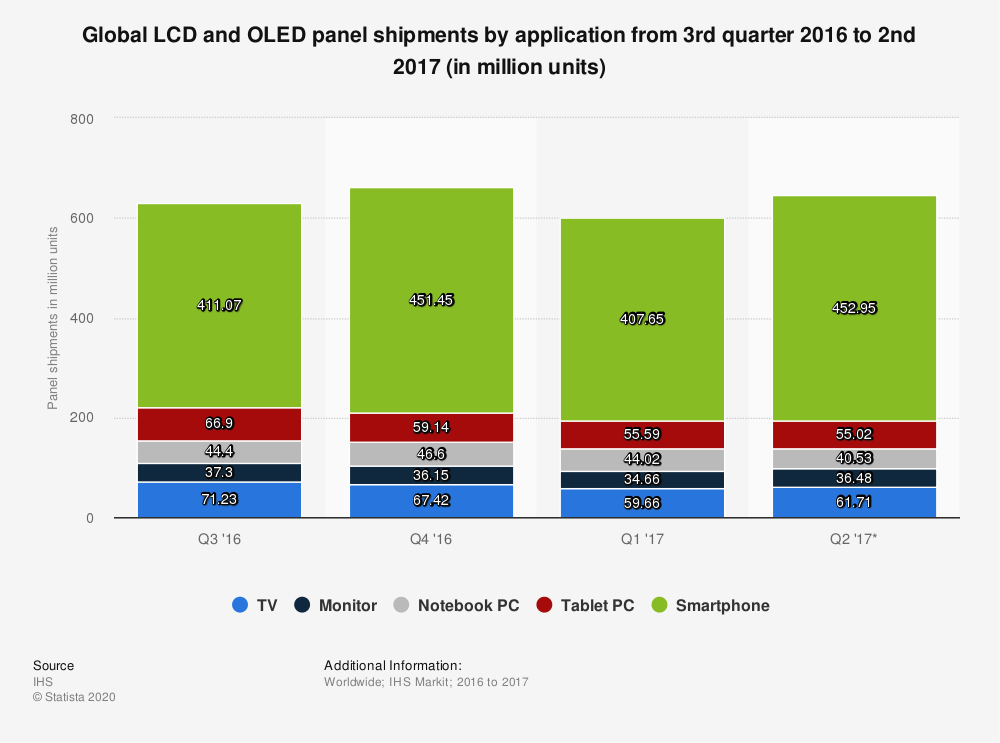 Global LCD and OLED panel shipments by application from 3rd quarter 2016 to 2nd
2017 (in million units)
Panel shipments in million units
800
600
400
200
0
411.07
451.45
407.65
452.95
66.9
59.14
55.59
55.02
44.4
46.6
44.02
40.53
37.3
36.15
34.66
36.48
71.23
67.42
59.66
61.71
Q3 '16
Q4 '16
Q1 '17
Q2 '17*
TV
Monitor
Notebook PC
Tablet PC
Smartphone
Source
IHS
© Statista 2020
Additional Information:
Worldwide; IHS Markit; 2016 to 2017